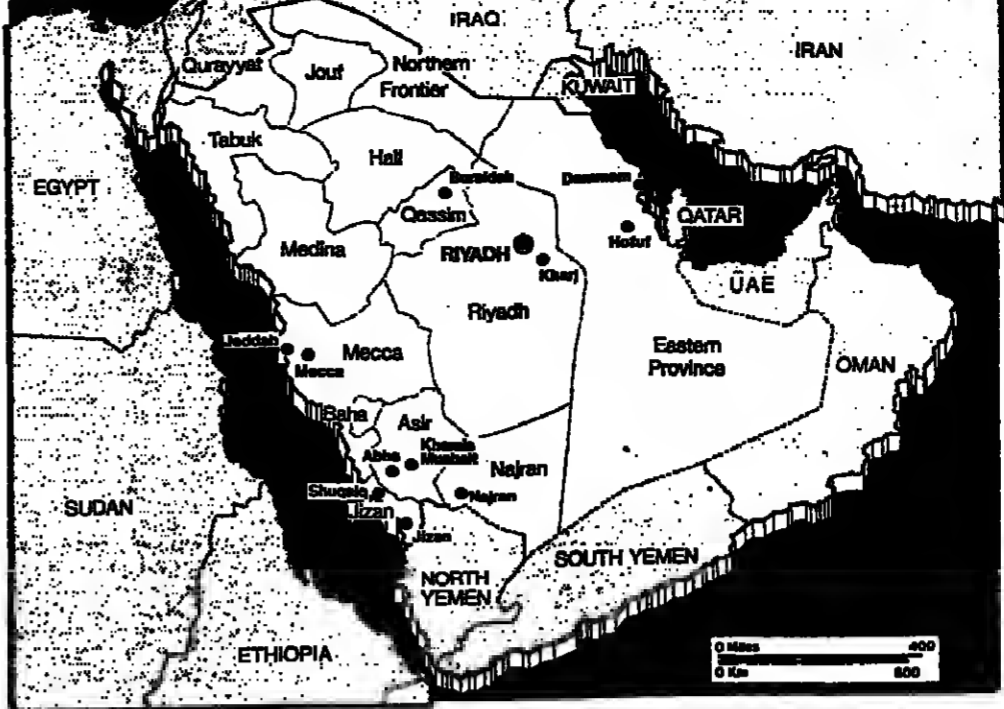 IRAQ
IRAN
Qurayyat
Jouf
Northern
Frontier
KUWAIT
Tabuk
Hail
EGYPT
Buraidah
Dammam
Qassim
QATAR
Medina
RIYADH
Hofuf
Kharj
UAE
Riyadh
Jeddah
Mecca
Mecca
Eastern
Province
OMAN
Baha
Asir
Khamis
Mushait
Abha
Najran
Shuqaiq
Najran
SUDAN
Jizan
Jizan
SOUTH YEMEN
NORTH
YEMEN
ETHIOPIA
0 Miles 400
0 Km 600